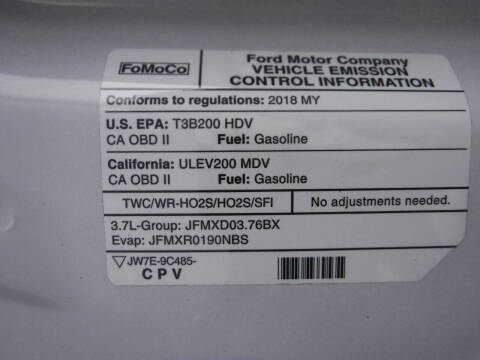 FoMoCo
Ford Motor Company
VEHICLE EMISSION
CONTROL INFORMATION
Conforms to regulations: 2018 MY
U.S. EPA: T3B200 HDV
CA OBD II Fuel: Gasoline
California: ULEV200 MDV
CA OBD II Fuel: Gasoline
TWC/WR-HO2S/HO2S/SFI No adjustments needed.
3.7L-Group: JFMXD03.76BX
Evap: JFMXR0190NBS
JW7E-9C485-
CPV